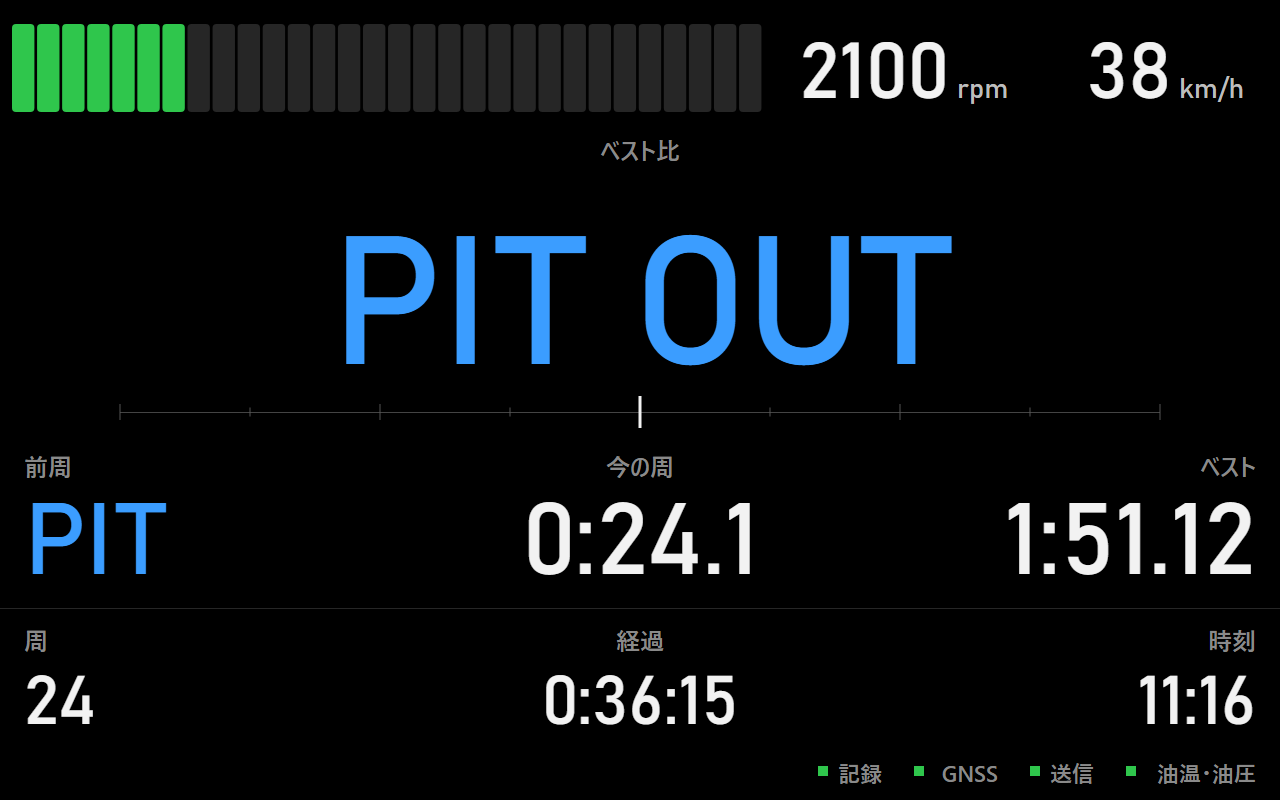 2100 rpm 38 km/h
ベスト比
PIT OUT
前周 今の周 ベスト
PIT 0:24.1 1:51.12
周 経過 時刻
24 0:36:15 11:16
記録 GNSS 送信 油温・油圧